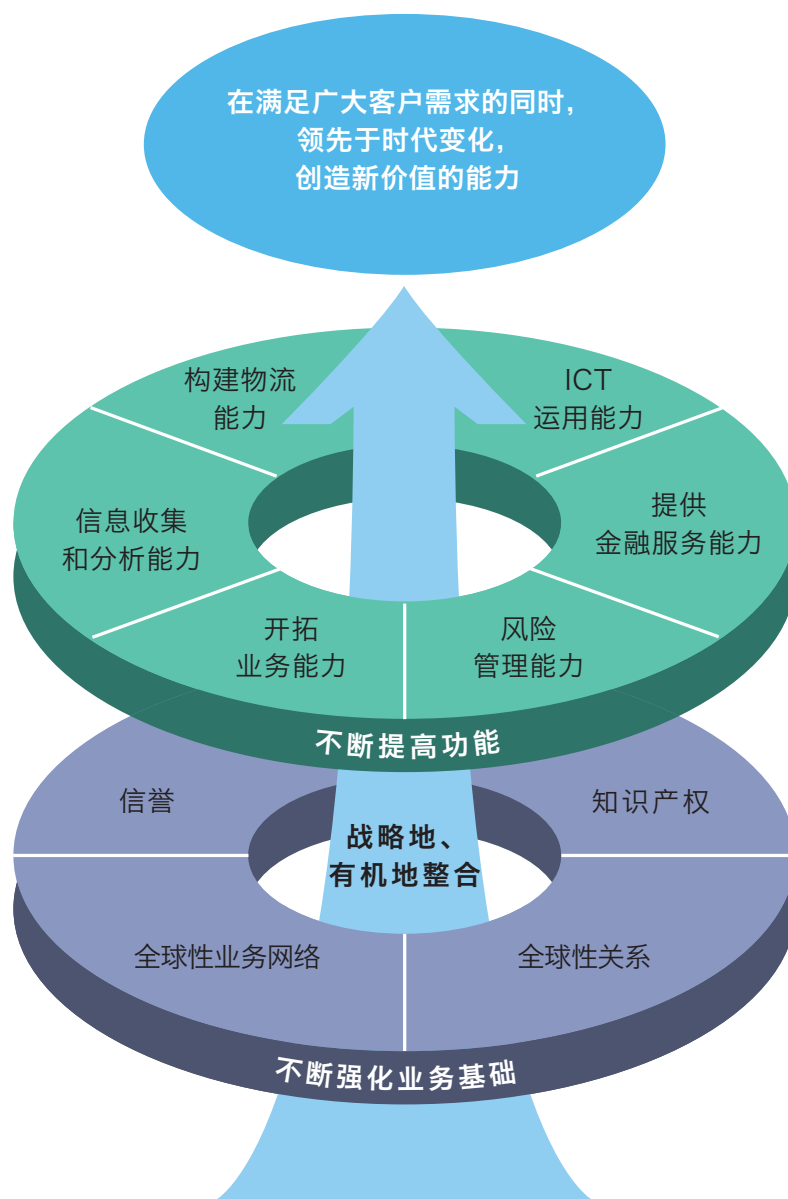 在满足广大客户需求的同时，
领先于时代变化，
创造新价值的能力
构建物流
能力
ICT
运用能力
信息收集
和分析能力
提供
金融服务能力
开拓
业务能力
风险
管理能力
不断提高功能
信誉
知识产权
战略地、
有机地整合
全球性业务网络
全球性关系
不断强化业务基础